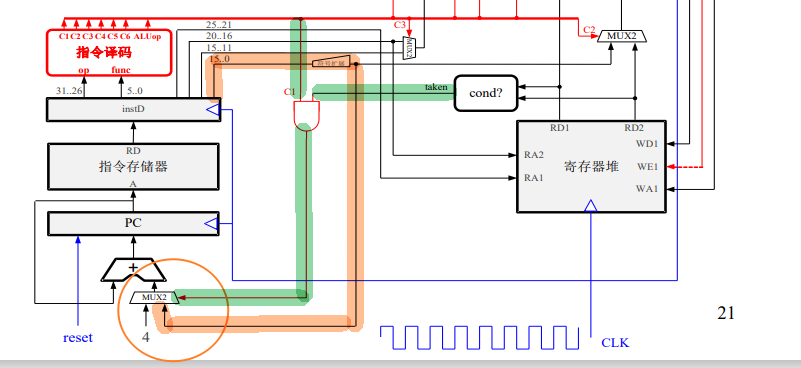 25..21
20..16
15..11
15..0
C3
MUX2
C2
MUX2
C1 C2 C3 C4 C5 C6 ALUop
指令译码
op func
31..26 5..0
instD
符号扩展
C1
taken
cond?
RD
指令存储器
A
PC
+
MUX2
4
reset
RD1 RD2
WD1
RA2
寄存器堆
WE1
RA1
WA1
CLK
21